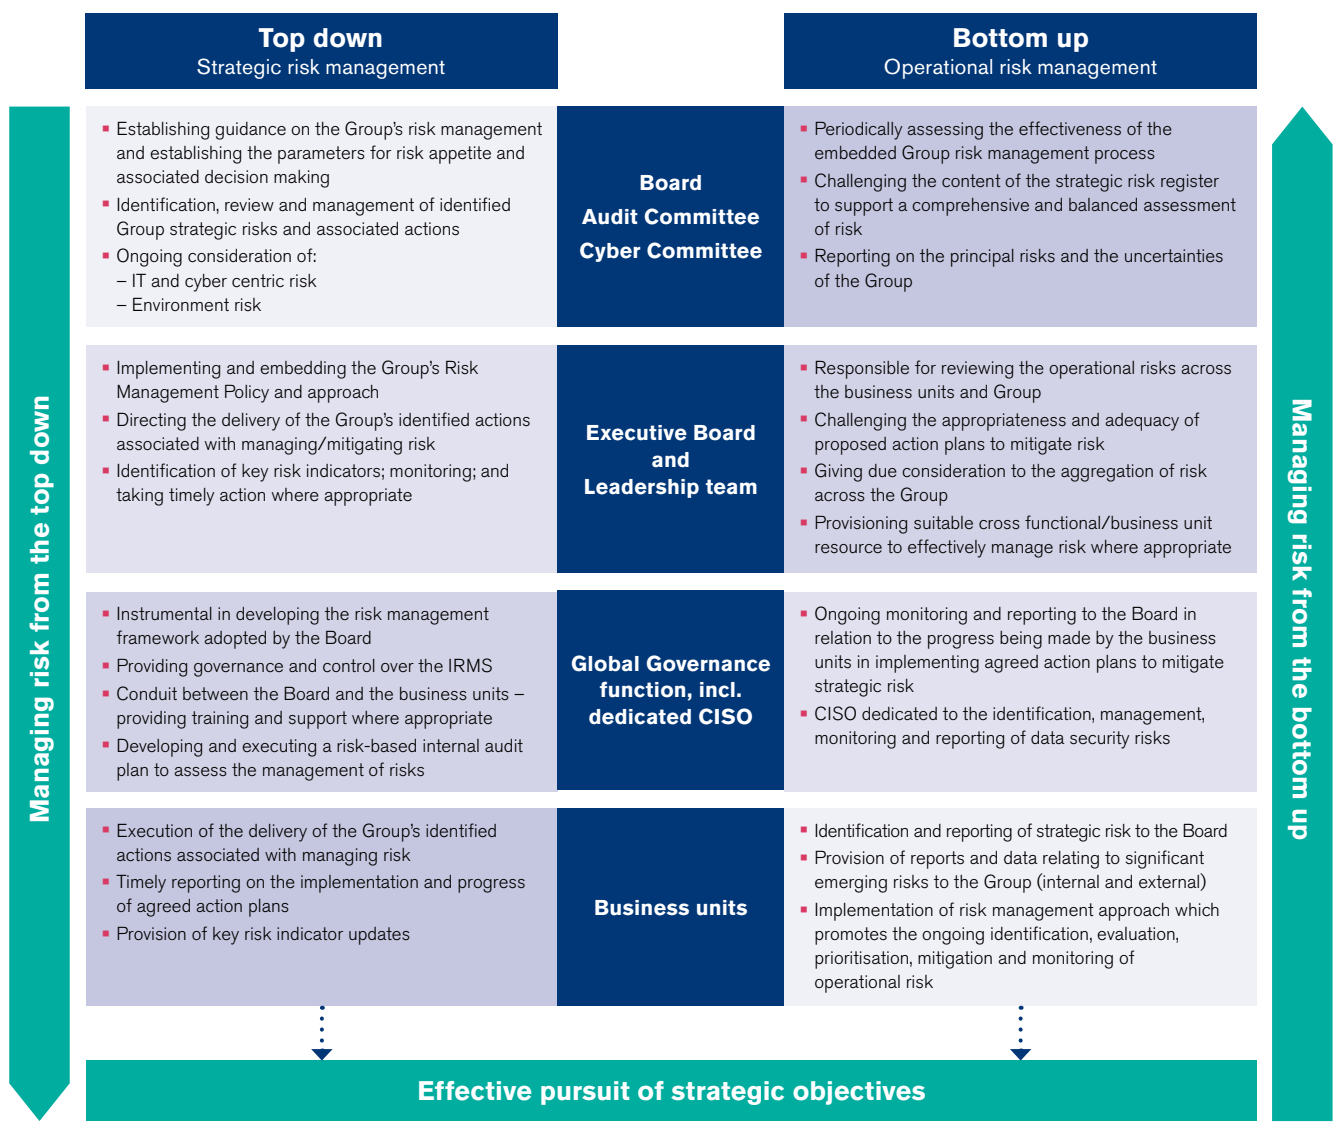 Top down
Strategic risk management
Bottom up
Operational risk management
Managing risk from the top down
▪ Establishing guidance on the Group’s risk management
and establishing the parameters for risk appetite and
associated decision making
▪ Identification, review and management of identified
Group strategic risks and associated actions
▪ Ongoing consideration of:
– IT and cyber centric risk
– Environment risk
Board
Audit Committee
Cyber Committee
▪ Periodically assessing the effectiveness of the
embedded Group risk management process
▪ Challenging the content of the strategic risk register
to support a comprehensive and balanced assessment
of risk
▪ Reporting on the principal risks and the uncertainties
of the Group
▪ Implementing and embedding the Group’s Risk
Management Policy and approach
▪ Directing the delivery of the Group’s identified actions
associated with managing/mitigating risk
▪ Identification of key risk indicators; monitoring; and
taking timely action where appropriate
Executive Board
and
Leadership team
▪ Responsible for reviewing the operational risks across
the business units and Group
▪ Challenging the appropriateness and adequacy of
proposed action plans to mitigate risk
▪ Giving due consideration to the aggregation of risk
across the Group
▪ Provisioning suitable cross functional/business unit
resource to effectively manage risk where appropriate
▪ Instrumental in developing the risk management
framework adopted by the Board
▪ Providing governance and control over the IRMS
▪ Conduit between the Board and the business units –
providing training and support where appropriate
▪ Developing and executing a risk-based internal audit
plan to assess the management of risks
Global Governance
function, incl.
dedicated CISO
▪ Ongoing monitoring and reporting to the Board in
relation to the progress being made by the business
units in implementing agreed action plans to mitigate
strategic risk
▪ CISO dedicated to the identification, management,
monitoring and reporting of data security risks
▪ Execution of the delivery of the Group’s identified
actions associated with managing risk
▪ Timely reporting on the implementation and progress
of agreed action plans
▪ Provision of key risk indicator updates
Business units
▪ Identification and reporting of strategic risk to the Board
▪ Provision of reports and data relating to significant
emerging risks to the Group (internal and external)
▪ Implementation of risk management approach which
promotes the ongoing identification, evaluation,
prioritisation, mitigation and monitoring of
operational risk
Managing risk from the bottom up
Effective pursuit of strategic objectives